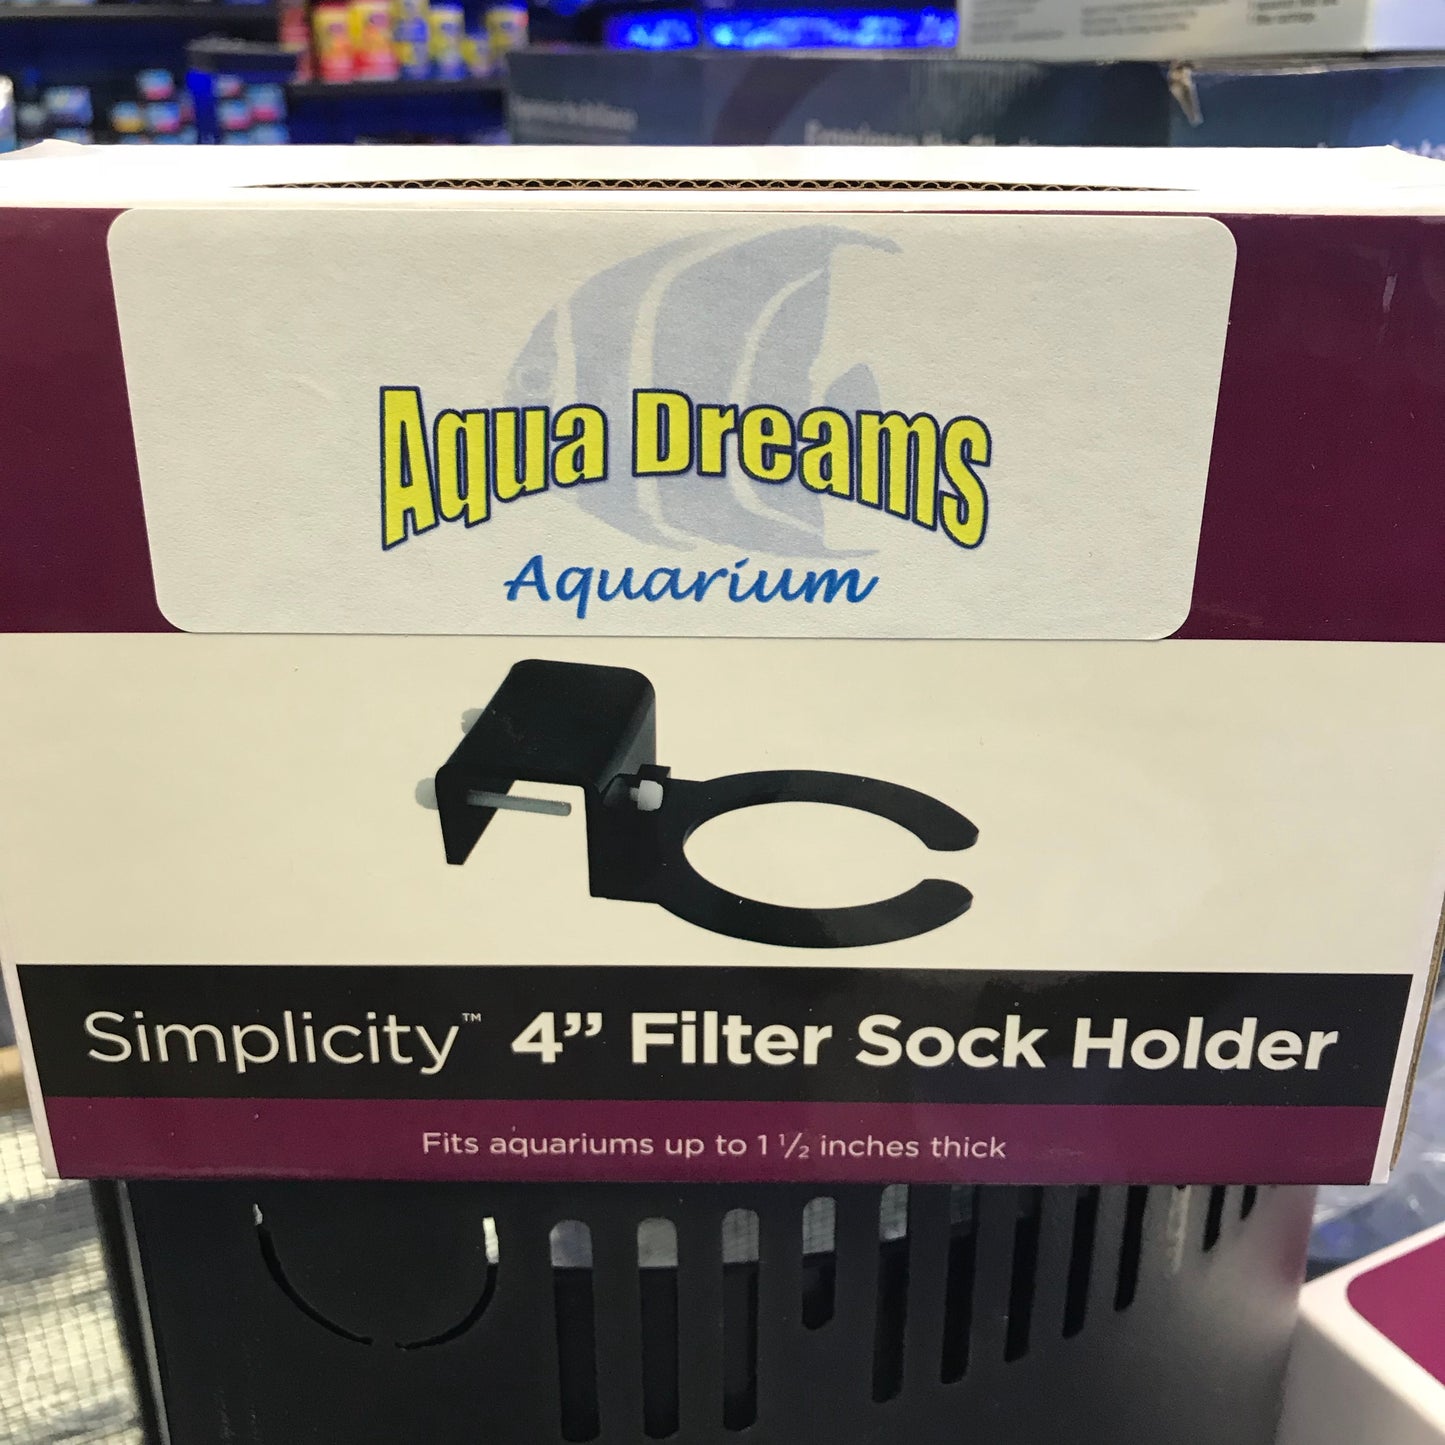 Aqua Dreams
Aquarium
Simplicity™ 4” Filter Sock Holder
Fits aquariums up to 1 ½ inches thick